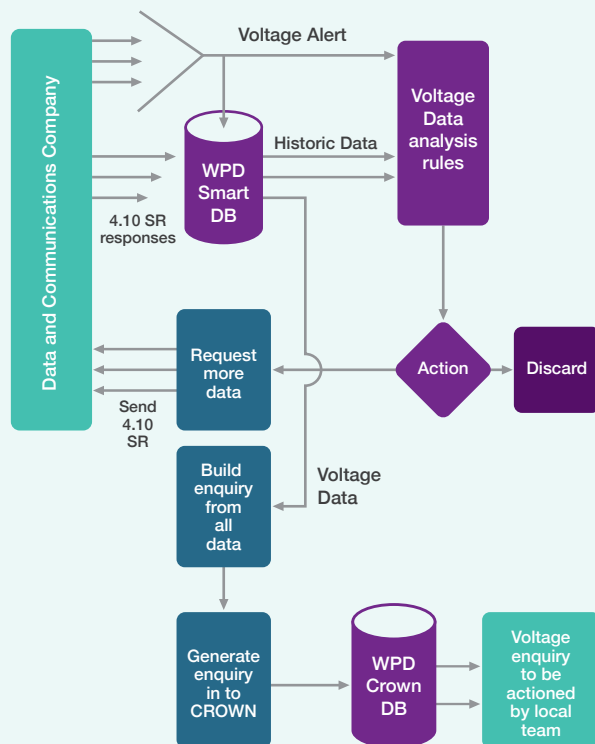 Data and Communications Company
Voltage Alert
Voltage
Data
analysis
rules
WPD
Smart
DB
Historic Data
4.10 SR
responses
Request
more
data
Action
Discard
Send
4.10
SR
Build
enquiry
from
all
data
Voltage
Data
Generate
enquiry
in to
CROWN
WPD
Crown
DB
Voltage
enquiry
to be
actioned
by local
team